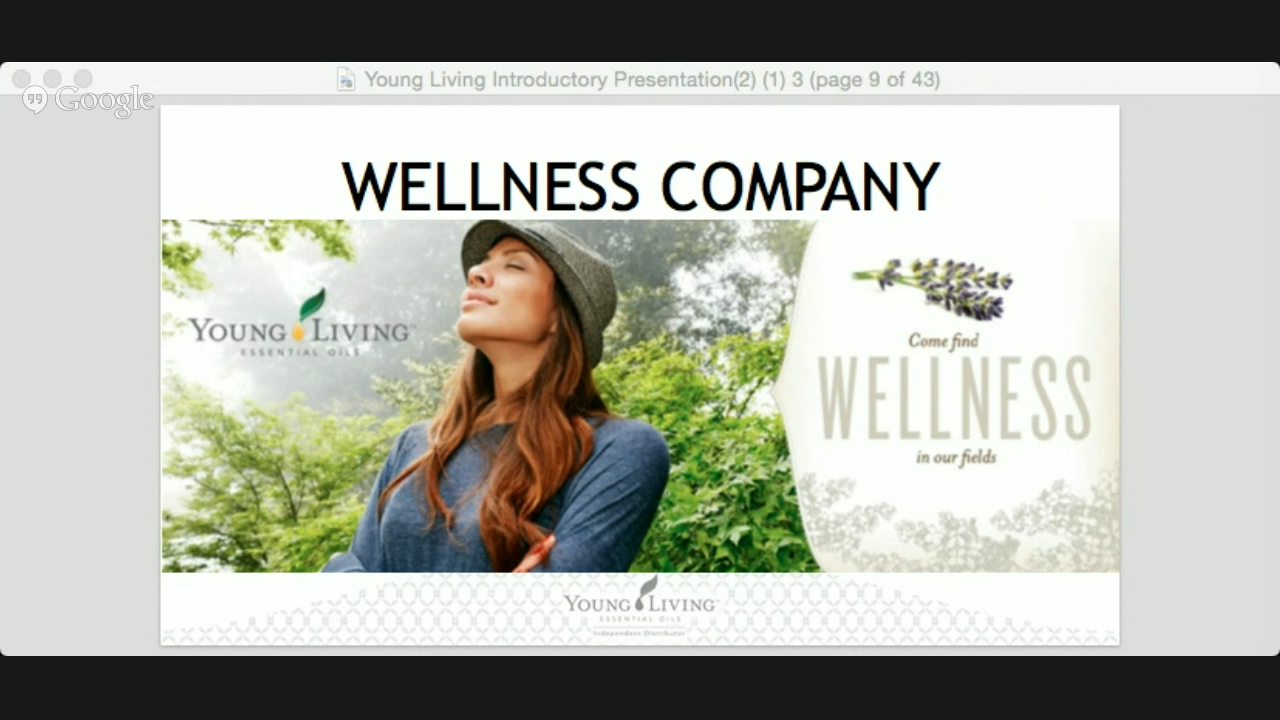 Young Living Introductory Presentation(2) (1) 3 (page 9 of 43)
Google
WELLNESS COMPANY
YOUNG LIVING
ESSENTIAL OILS
Come find
WELLNESS
in our fields
YOUNG LIVING
ESSENTIAL OILS
Independent Distributor